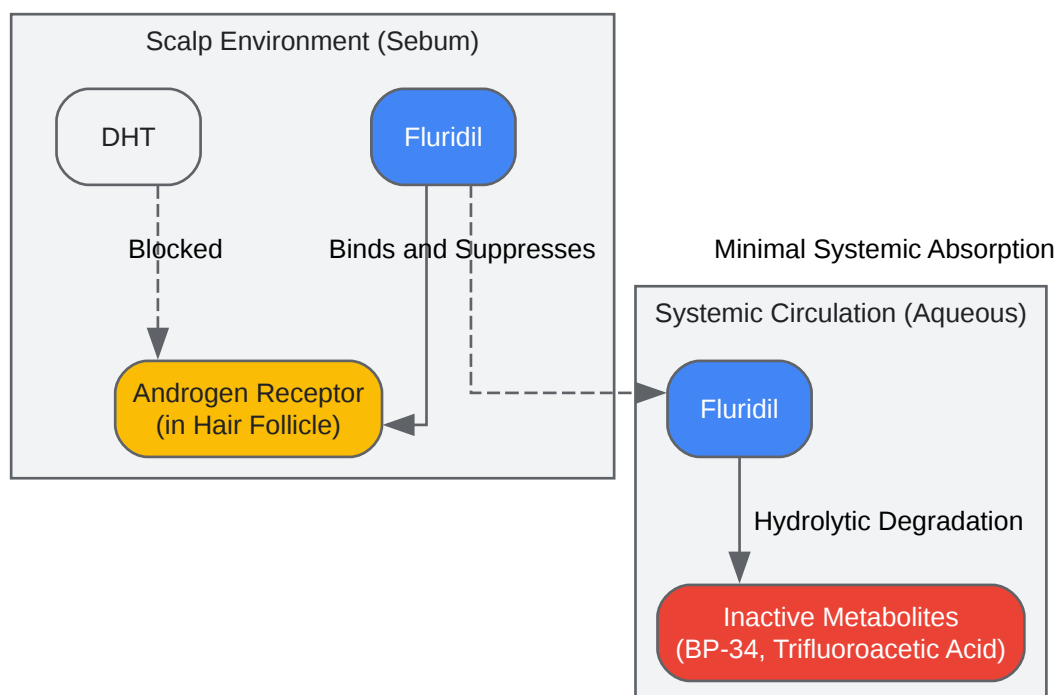 Scalp Environment (Sebum)
DHT
Fluridil
Blocked
Binds and Suppresses
Minimal Systemic Absorption
Androgen Receptor
(in Hair Follicle)
Systemic Circulation (Aqueous)
Fluridil
Hydrolytic Degradation
Inactive Metabolites
(BP-34, Trifluoroacetic Acid)